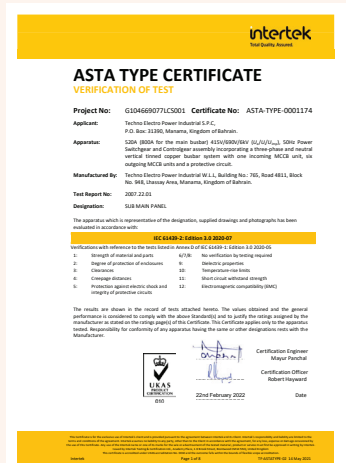 intertek
Total Quality. Assured.
ASTA TYPE CERTIFICATE
VERIFICATION OF TEST
Project No: G104669077LCS001 Certificate No: ASTA-TYPE-0001174
Applicant: Techno Electro Power Industrial S.P.C,
P.O. Box: 31390, Manama, Kingdom of Bahrain.
Apparatus: 520A (800A for the main busbar) 415V/690V/6kV (Ue/Ui/Uimp), 50Hz Power
Switchgear and Controlgear assembly incorporating a three-phase and neutral
vertical tinned copper busbar system with one incoming MCCB unit, six
outgoing MCCB units and a protective circuit.
Manufactured By: Techno Electro Power Industrial W.L.L, Building No.: 765, Road 4811, Block
No. 948, Lhassay Area, Manama, Kingdom of Bahrain.
Test Report No: 2007.22.01
Designation: SUB MAIN PANEL
The apparatus which is representative of the designation, supplied drawings and photographs has been
evaluated in accordance with:
IEC 61439-2: Edition 3.0 2020-07
Verifications with reference to the tests listed in Annex D of IEC 61439-1: Edition 3.0 2020-05
1: Strength of material and parts 6/7/8: No verification by testing required
2: Degree of protection of enclosures 9: Dielectric properties
3: Clearances 10: Temperature-rise limits
4: Creepage distances 11: Short circuit withstand strength
5: Protection against electric shock and integrity of protective circuits 12: Electromagnetic compatibility (EMC)
The results are shown in the record of tests attached hereto. The values obtained and the general
performance is considered to comply with the above Standard(s) and to justify the ratings assigned by the
manufacturer as stated on the ratings page(s) of this Certificate. This Certificate applies only to the apparatus
tested. Responsibility for conformity of any apparatus having the same or other designations rests with the
Manufacturer.
Certification Engineer
Mayur Panchal
Certification Officer
Robert Hayward
UKAS
PRODUCT
CERTIFICATION
010
22nd February 2022 Date
Intertek Page 1 of 8